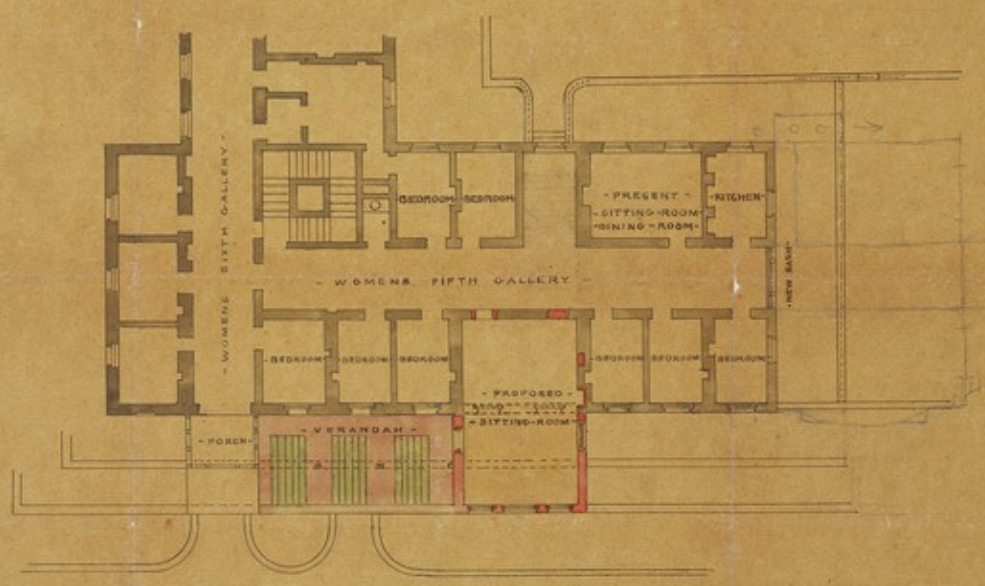 - WOMENS SIXTH GALLERY -
-BEDROOM-
-BEDROOM-
- PRESENT -
-SITTING-ROOM
-DINING-ROOM-
-KITCHEN-
- WOMENS FIFTH GALLERY -
NEW SASH
-BEDROOM-
-BEDROOM-
-BEDROOM-
-BEDROOM-
-BEDROOM-
-BEDROOM-
- PROPOSED -
-SITTING-ROOM-
- PORCH-
- VERANDAH -